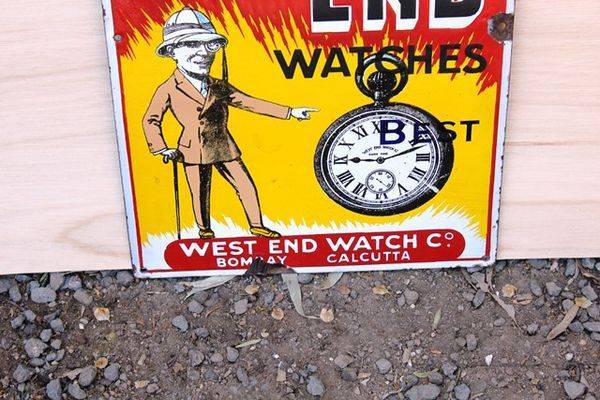 END
WATCHES
BEST
WEST END WATCH Co
BOMBAY CALCUTTA